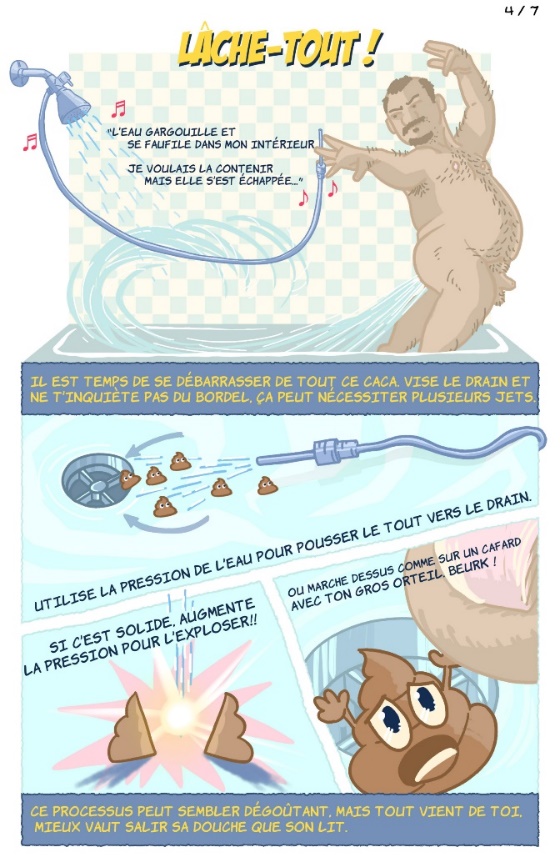 4 / 7
LÂCHE-TOUT !
"L'EAU GARGOUILLE ET
SE FAUFILE DANS MON INTÉRIEUR
JE VOULAIS LA CONTENIR
MAIS ELLE S'EST ÉCHAPPÉE..."
IL EST TEMPS DE SE DÉBARRASSER DE TOUT CE CACA. VISE LE DRAIN ET
NE T'INQUIÈTE PAS DU BORDEL. ÇA PEUT NÉCESSITER PLUSIEURS JETS.
UTILISE LA PRESSION DE L'EAU POUR POUSSER LE TOUT VERS LE DRAIN.
SI C'EST SOLIDE, AUGMENTE
LA PRESSION POUR L'EXPLOSER!!
OU MARCHE DESSUS COMME SUR UN CAFARD
AVEC TON GROS ORTEIL. BEURK !
CE PROCESSUS PEUT SEMBLER DÉGOÛTANT, MAIS TOUT VIENT DE TOI,
MIEUX VAUT SALIR SA DOUCHE QUE SON LIT.